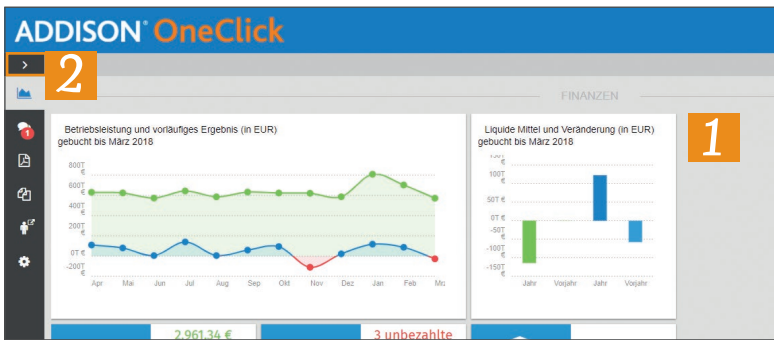 ADDISON® OneClick
2
FINANZEN
1
Betriebsleistung und vorläufiges Ergebnis (in EUR)
gebucht bis März 2018
800T
€
600T
€
400T
€
200T
€
0T €
-200T
€
Apr Mai Jun Jul Aug Sep Okt Nov Dez Jan Feb
Liquide Mittel und Veränderung (in EUR)
gebucht bis März 2018
€
100T
€
50T €
0T €
-50T
€
-100T
€
-150T
€
Jahr Vorjahr Jahr Vorjahr
1
2.961,34 €
3 unbezahlte